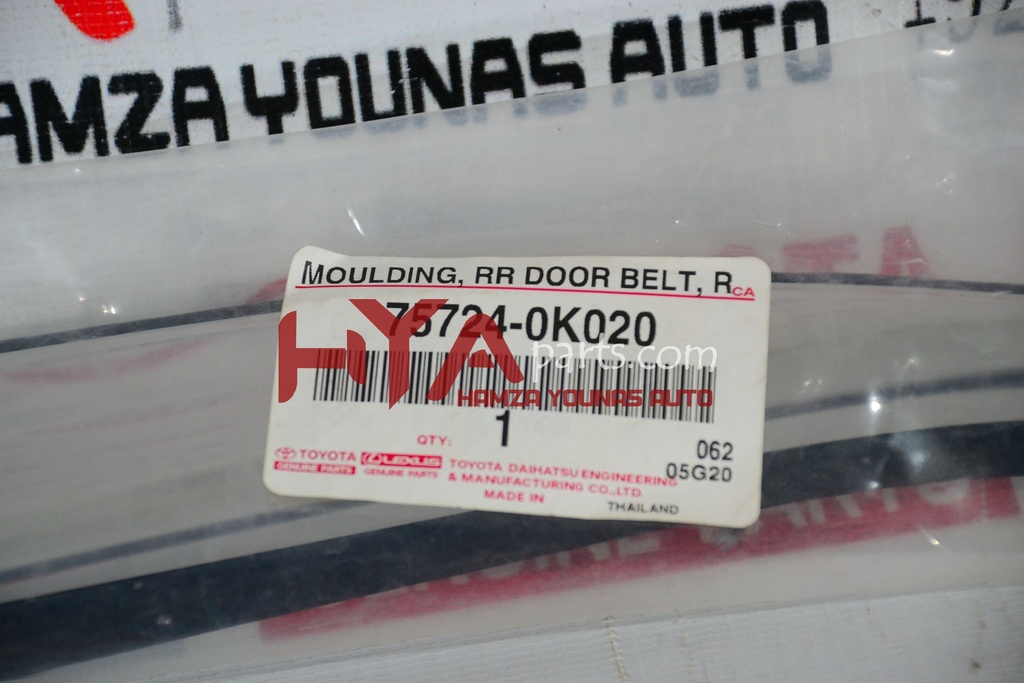 HAMZA YOUNAS AUTO
MOULDING, RR DOOR BELT, R CA
75724-0K020
HYA parts.com
HAMZA YOUNAS AUTO
QTY: 1
062
05G20
TOYOTA
GENUINE PARTS
LEXUS
GENUINE PARTS
TOYOTA DAIHATSU ENGINEERING
& MANUFACTURING CO., LTD.
MADE IN THAILAND